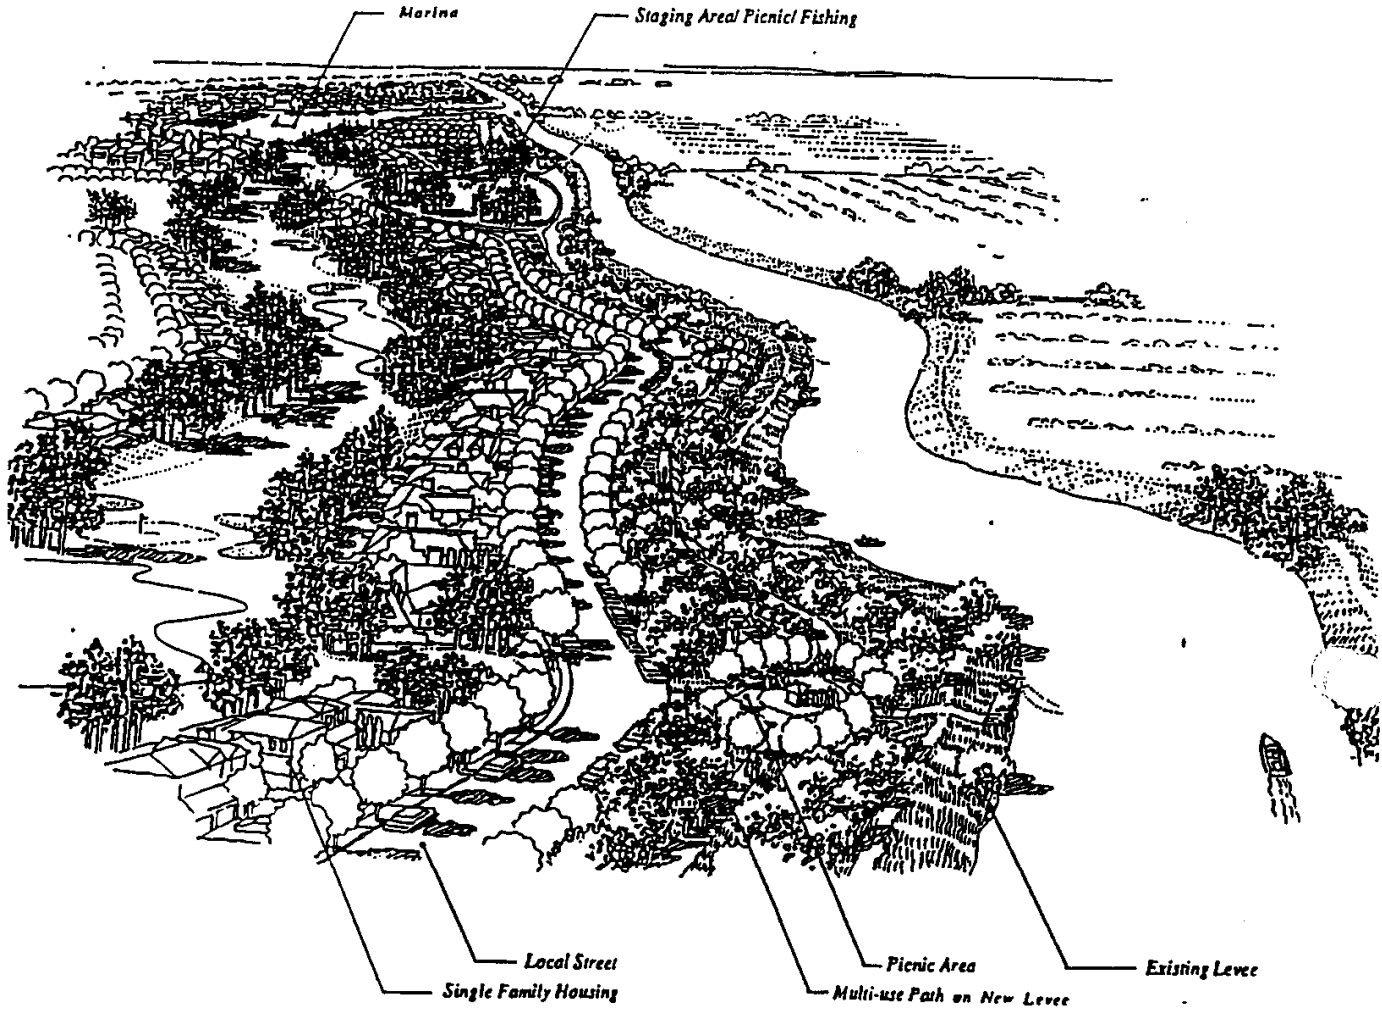 Marina
Staging Area/ Picnic/ Fishing
Local Street
Single Family Housing
Picnic Area
Multi-use Path on New Levee
Existing Levee